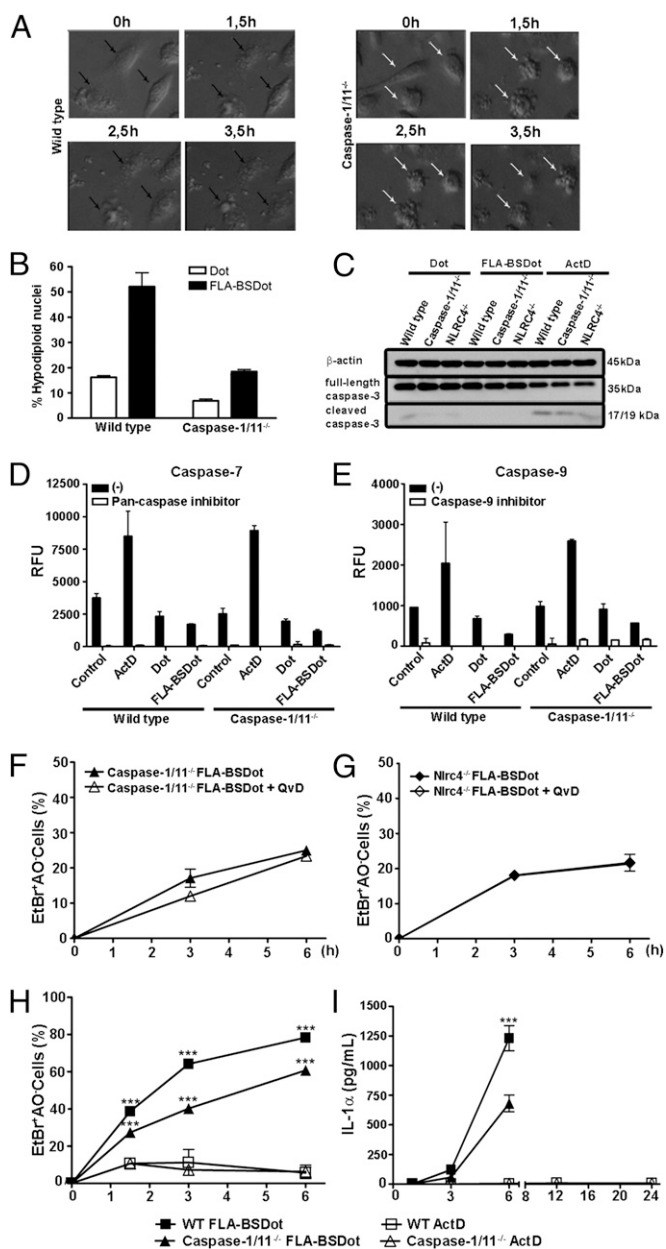 A
0h
1,5h
2,5h
3,5h
Wild type
0h
1,5h
2,5h
3,5h
Caspase-1/11-/-
B
Dot
FLA-BSDot
% Hypodiploid nuclei
60
50
40
30
20
10
0
Wild type
Caspase-1/11-/-
C
Dot
FLA-BSDot
ActD
Wild type
Caspase-1/11-/-
NLRC4-/-
Wild type
Caspase-1/11-/-
NLRC4-/-
Wild type
Caspase-1/11-/-
NLRC4-/-
β-actin
45kDa
full-length caspase-3
35kDa
cleaved caspase-3
17/19 kDa
D
Caspase-7
(-)
Pan-caspase inhibitor
RFU
12500
10000
7500
5000
2500
0
Control
ActD
Dot
FLA-BSDot
Control
ActD
Dot
FLA-BSDot
Wild type
Caspase-1/11-/-
E
Caspase-9
(-)
Caspase-9 inhibitor
RFU
4000
3000
2000
1000
0
Control
ActD
Dot
FLA-BSDot
Control
ActD
Dot
FLA-BSDot
Wild type
Caspase-1/11-/-
F
Caspase-1/11-/- FLA-BSDot
Caspase-1/11-/- FLA-BSDot + QvD
EtBr+AO-Cells (%)
50
40
30
20
10
0
0 1 2 3 4 5 6 (h)
G
Nlrc4-/- FLA-BSDot
Nlrc4-/- FLA-BSDot + QvD
EtBr+AO-Cells (%)
50
40
30
20
10
0
0 1 2 3 4 5 6 (h)
H
EtBr+AO-Cells (%)
100
80
60
40
20
0
***
***
***
***
***
***
0 1 2 3 4 5 6
I
IL-1α (pg/mL)
1500
1250
1000
750
500
250
0
***
0 3 6 8 12 16 20 24
WT FLA-BSDot
WT ActD
Caspase-1/11-/- FLA-BSDot
Caspase-1/11-/- ActD